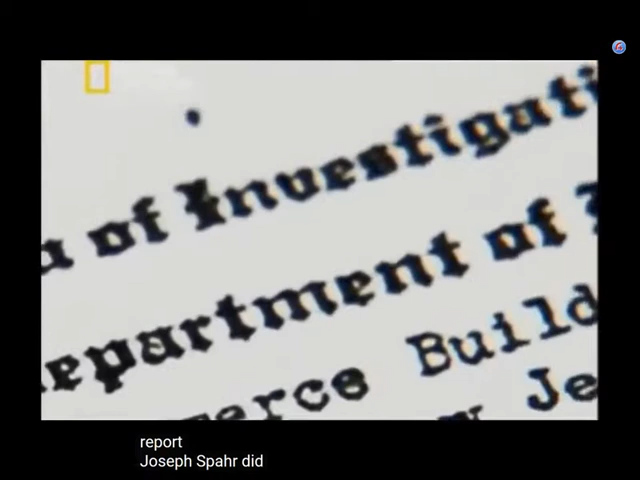 of Investigati
epartment of
erce Build
w Je
report
Joseph Spahr did